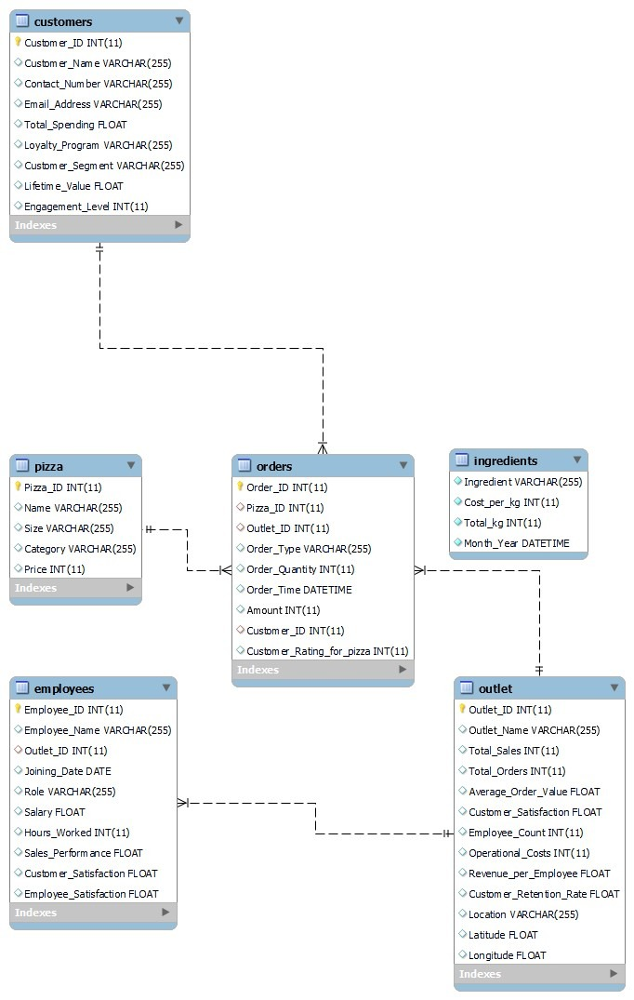 customers
Customer_ID INT(11)
Customer_Name VARCHAR(255)
Contact_Number VARCHAR(255)
Email_Address VARCHAR(255)
Total_Spending FLOAT
Loyalty_Program VARCHAR(255)
Customer_Segment VARCHAR(255)
Lifetime_Value FLOAT
Engagement_Level INT(11)
Indexes
pizza
Pizza_ID INT(11)
Name VARCHAR(255)
Size VARCHAR(255)
Category VARCHAR(255)
Price INT(11)
Indexes
orders
Order_ID INT(11)
Pizza_ID INT(11)
Outlet_ID INT(11)
Order_Type VARCHAR(255)
Order_Quantity INT(11)
Order_Time DATETIME
Amount INT(11)
Customer_ID INT(11)
Customer_Rating_for_pizza INT(11)
Indexes
ingredients
Ingredient VARCHAR(255)
Cost_per_kg INT(11)
Total_kg INT(11)
Month_Year DATETIME
employees
Employee_ID INT(11)
Employee_Name VARCHAR(255)
Outlet_ID INT(11)
Joining_Date DATE
Role VARCHAR(255)
Salary FLOAT
Hours_Worked INT(11)
Sales_Performance FLOAT
Customer_Satisfaction FLOAT
Employee_Satisfaction FLOAT
Indexes
outlet
Outlet_ID INT(11)
Outlet_Name VARCHAR(255)
Total_Sales INT(11)
Total_Orders INT(11)
Average_Order_Value FLOAT
Customer_Satisfaction FLOAT
Employee_Count INT(11)
Operational_Costs INT(11)
Revenue_per_Employee FLOAT
Customer_Retention_Rate FLOAT
Location VARCHAR(255)
Latitude FLOAT
Longitude FLOAT
Indexes